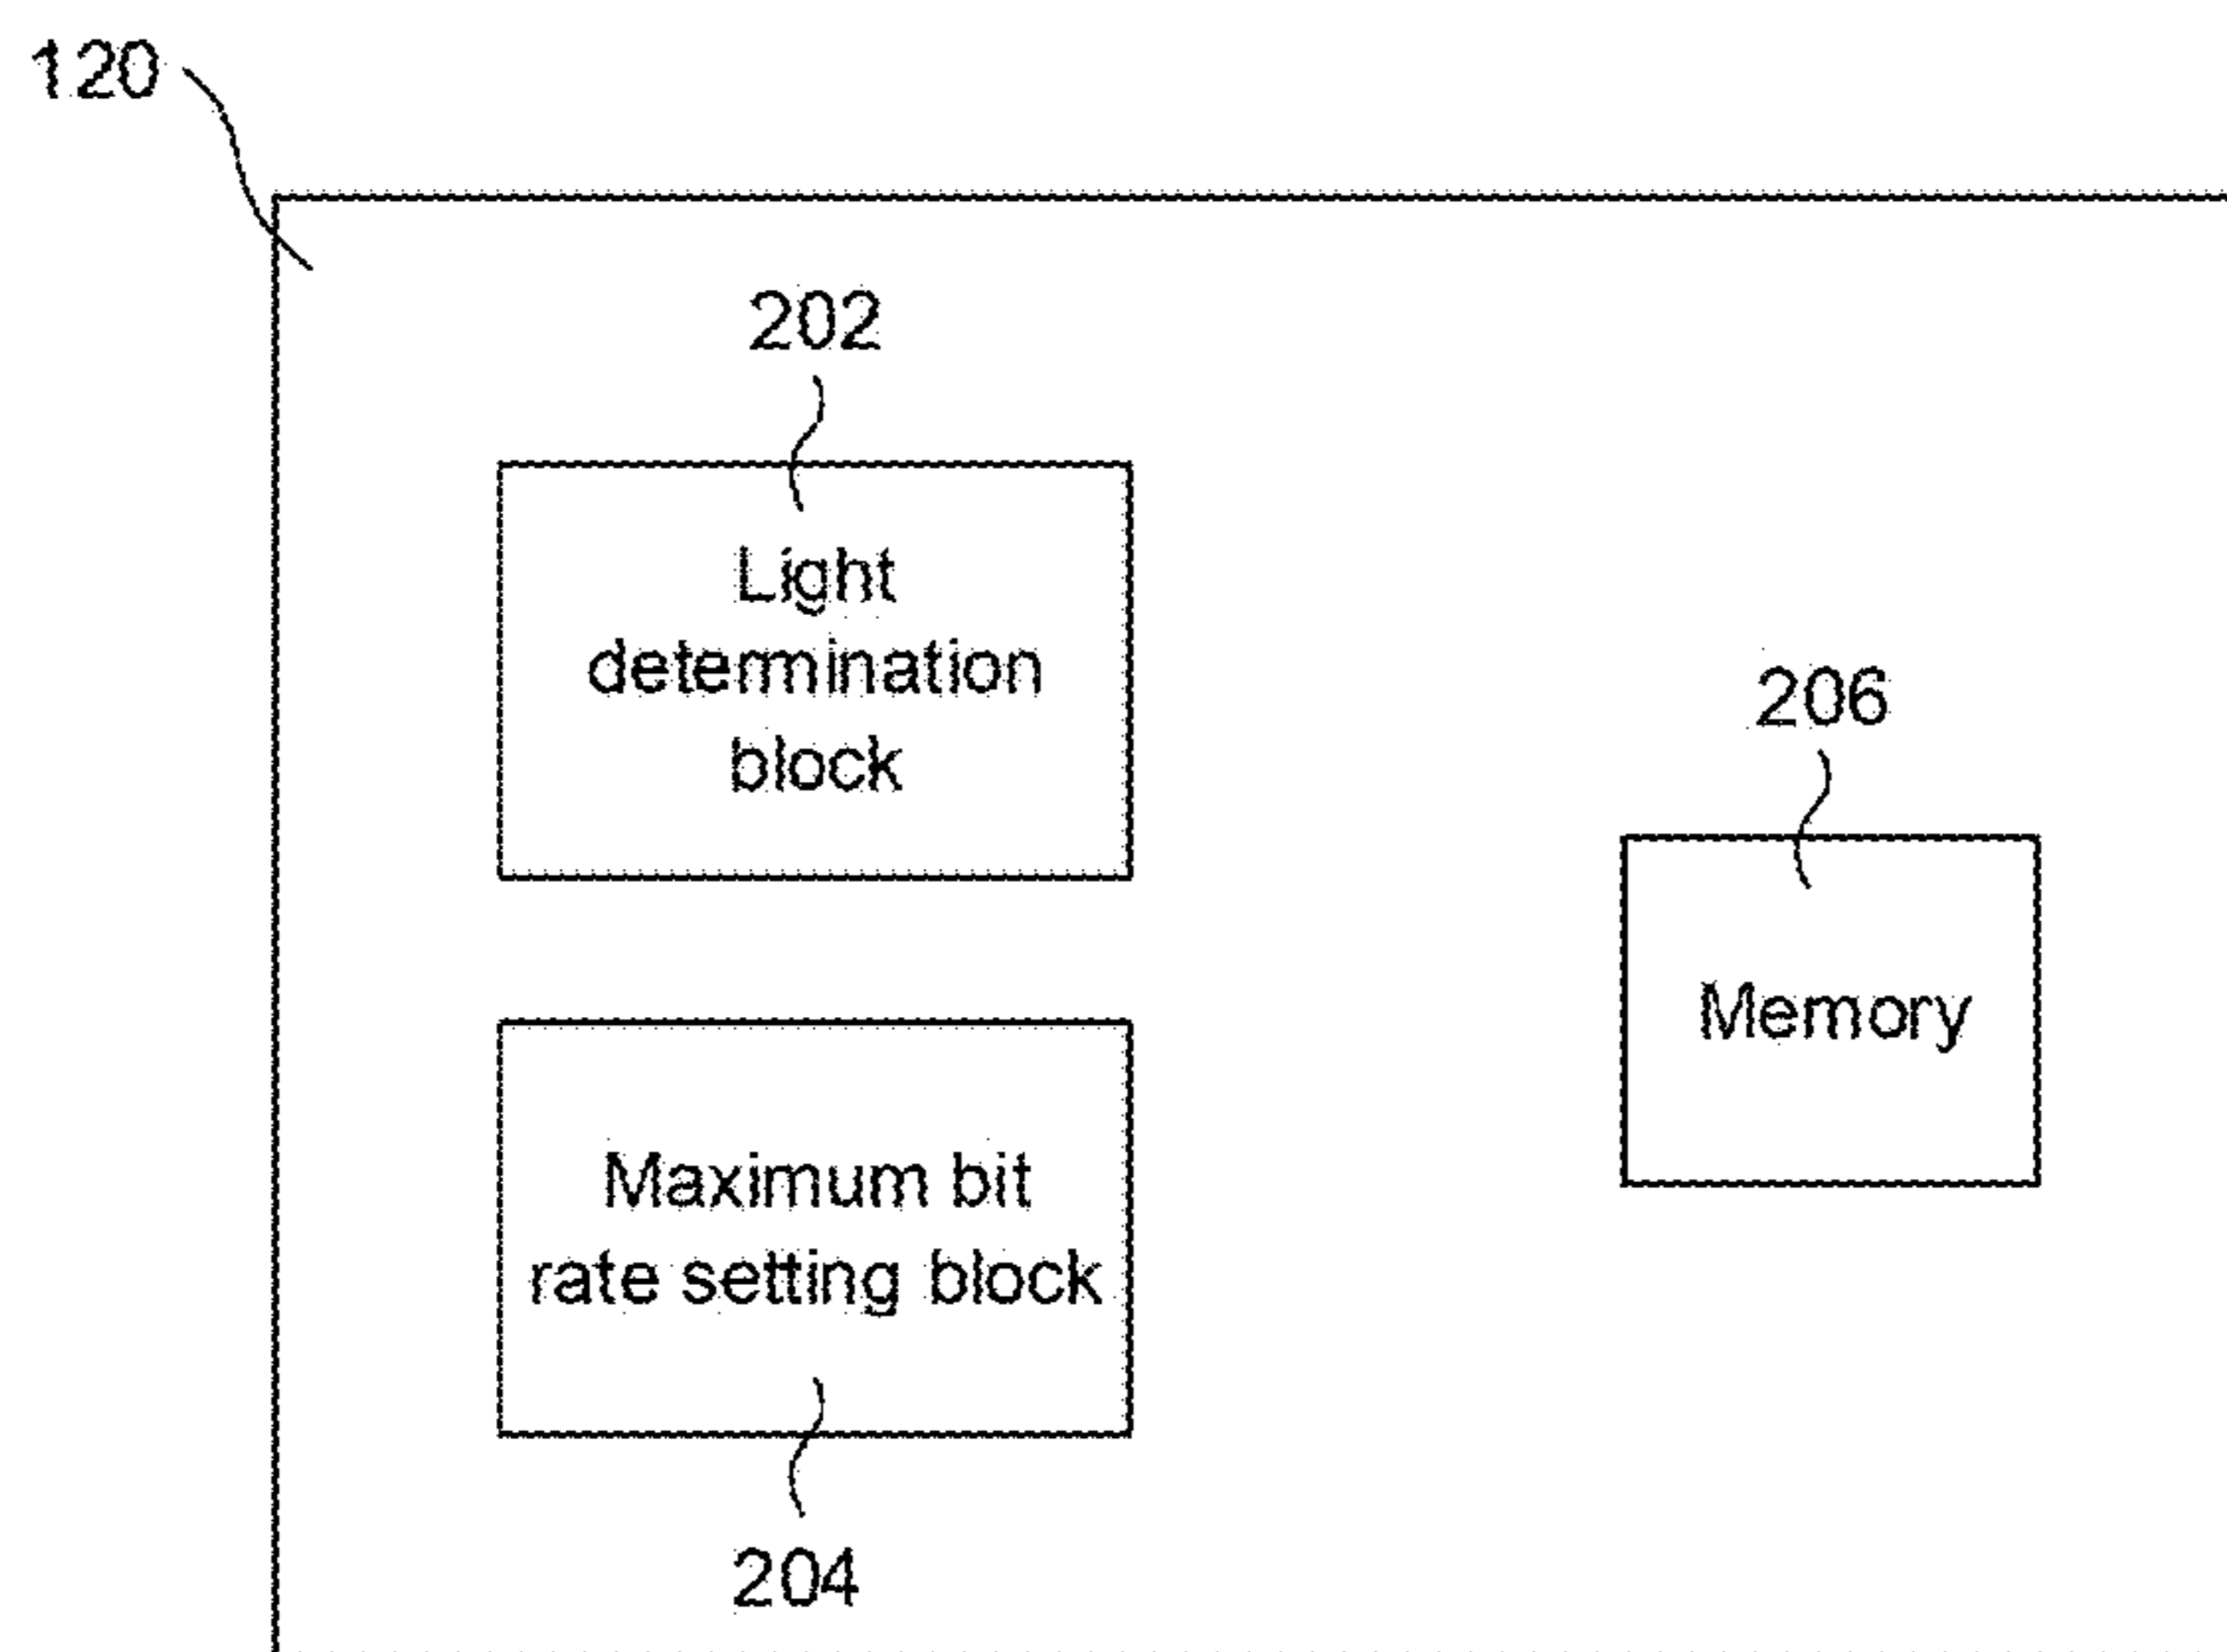 120
202
Light
determination
block
206
Memory
Maximum bit
rate setting block
204